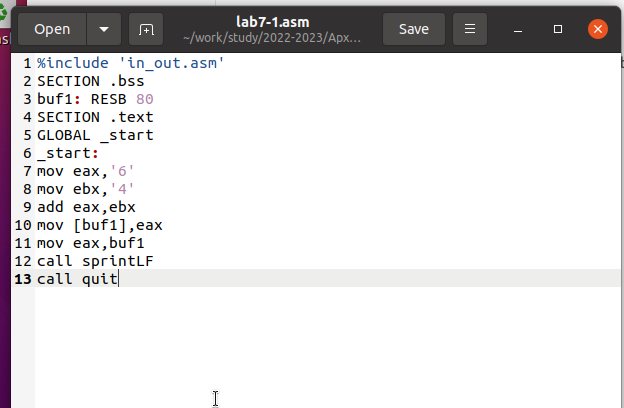 Open
lab7-1.asm
~/work/study/2022-2023/Apx...
Save
1 %include 'in_out.asm'
2 SECTION .bss
3 buf1: RESB 80
4 SECTION .text
5 GLOBAL _start
6 _start:
7 mov eax,'6'
8 mov ebx,'4'
9 add eax,ebx
10 mov [buf1],eax
11 mov eax,buf1
12 call sprintLF
13 call quit